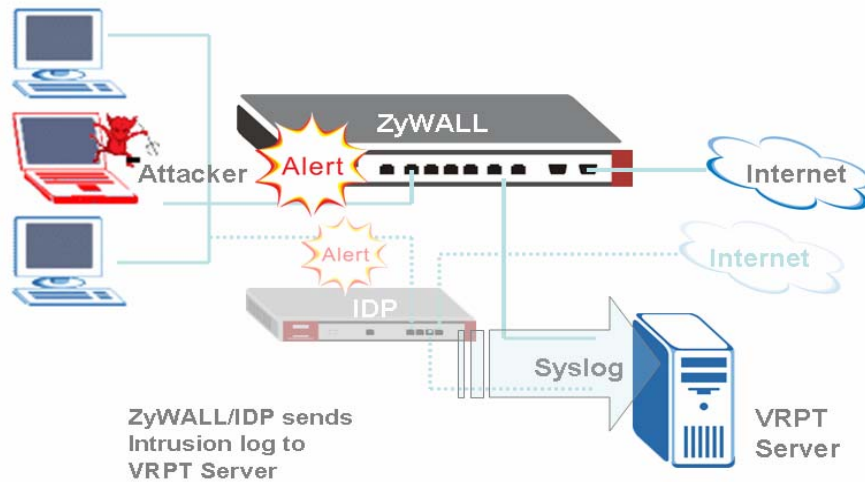 ZyWALL
Alert
Attacker
Internet
Alert
Internet
IDP
Syslog
ZyWALL/IDP sends
Intrusion log to
VRPT Server
VRPT
Server